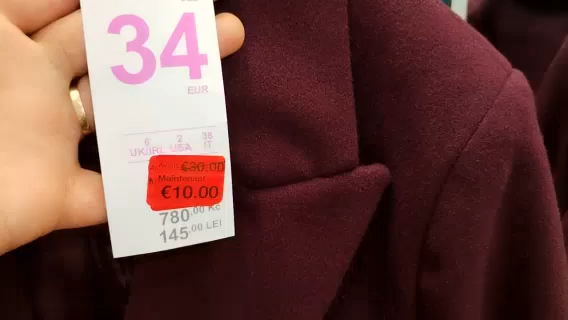 34
EUR
6 2 38
UK/IRL USA IT
€30.00
Maintenant
€10.00
780,00 Kč
145,00 LEI